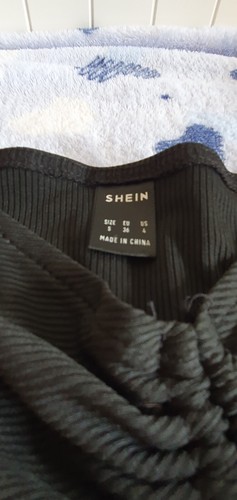 SHEIN
SIZE EU US
S 36 4
MADE IN CHINA